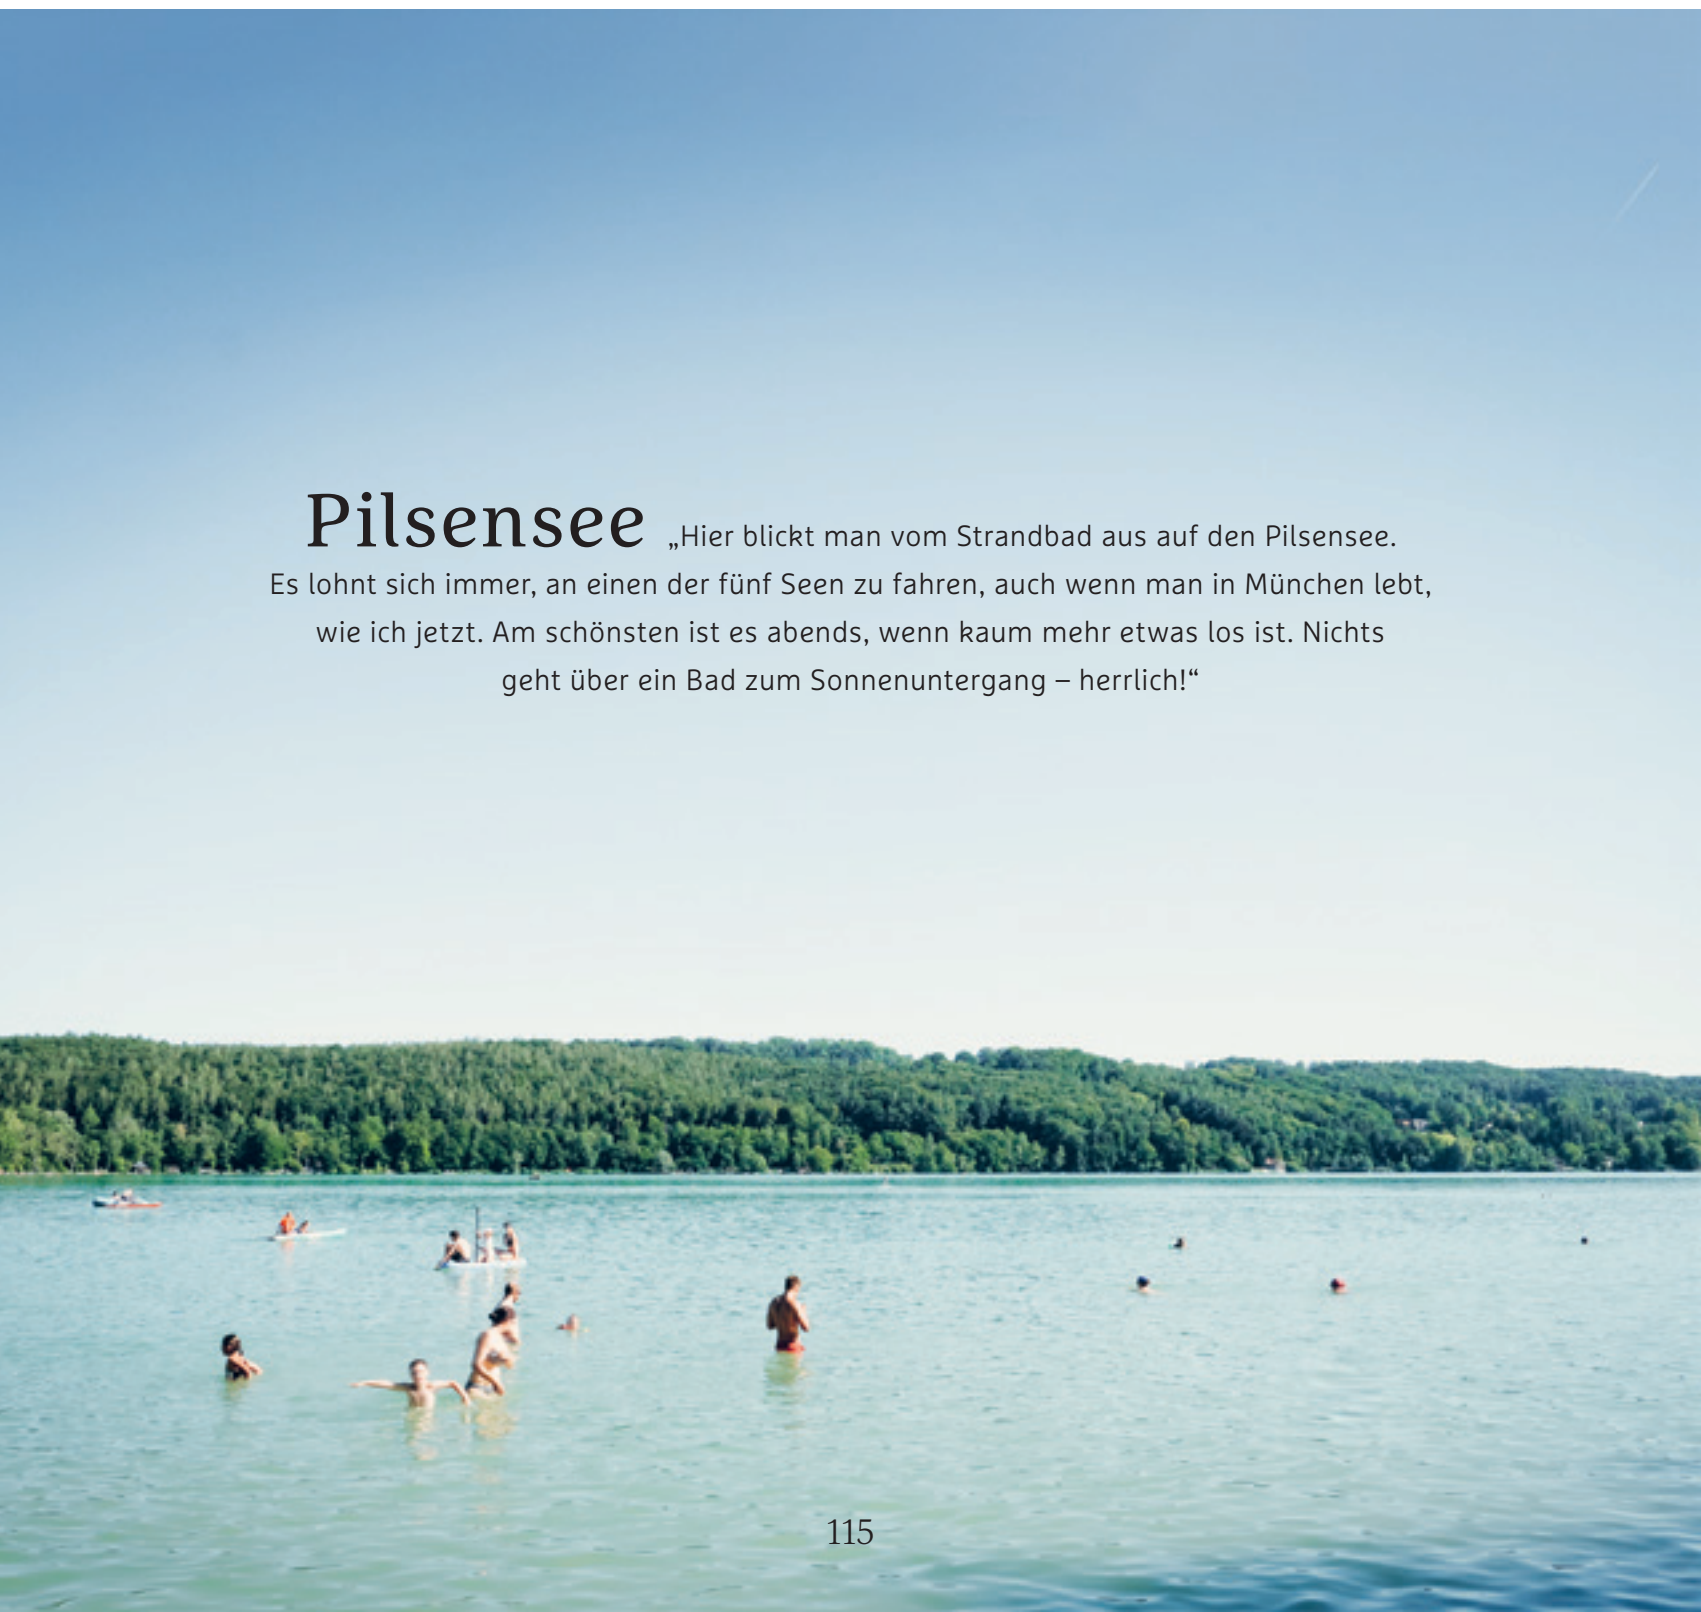 Pilsensee „Hier blickt man vom Strandbad aus auf den Pilsensee.
Es lohnt sich immer, an einen der fünf Seen zu fahren, auch wenn man in München lebt,
wie ich jetzt. Am schönsten ist es abends, wenn kaum mehr etwas los ist. Nichts
geht über ein Bad zum Sonnenuntergang – herrlich!“
115